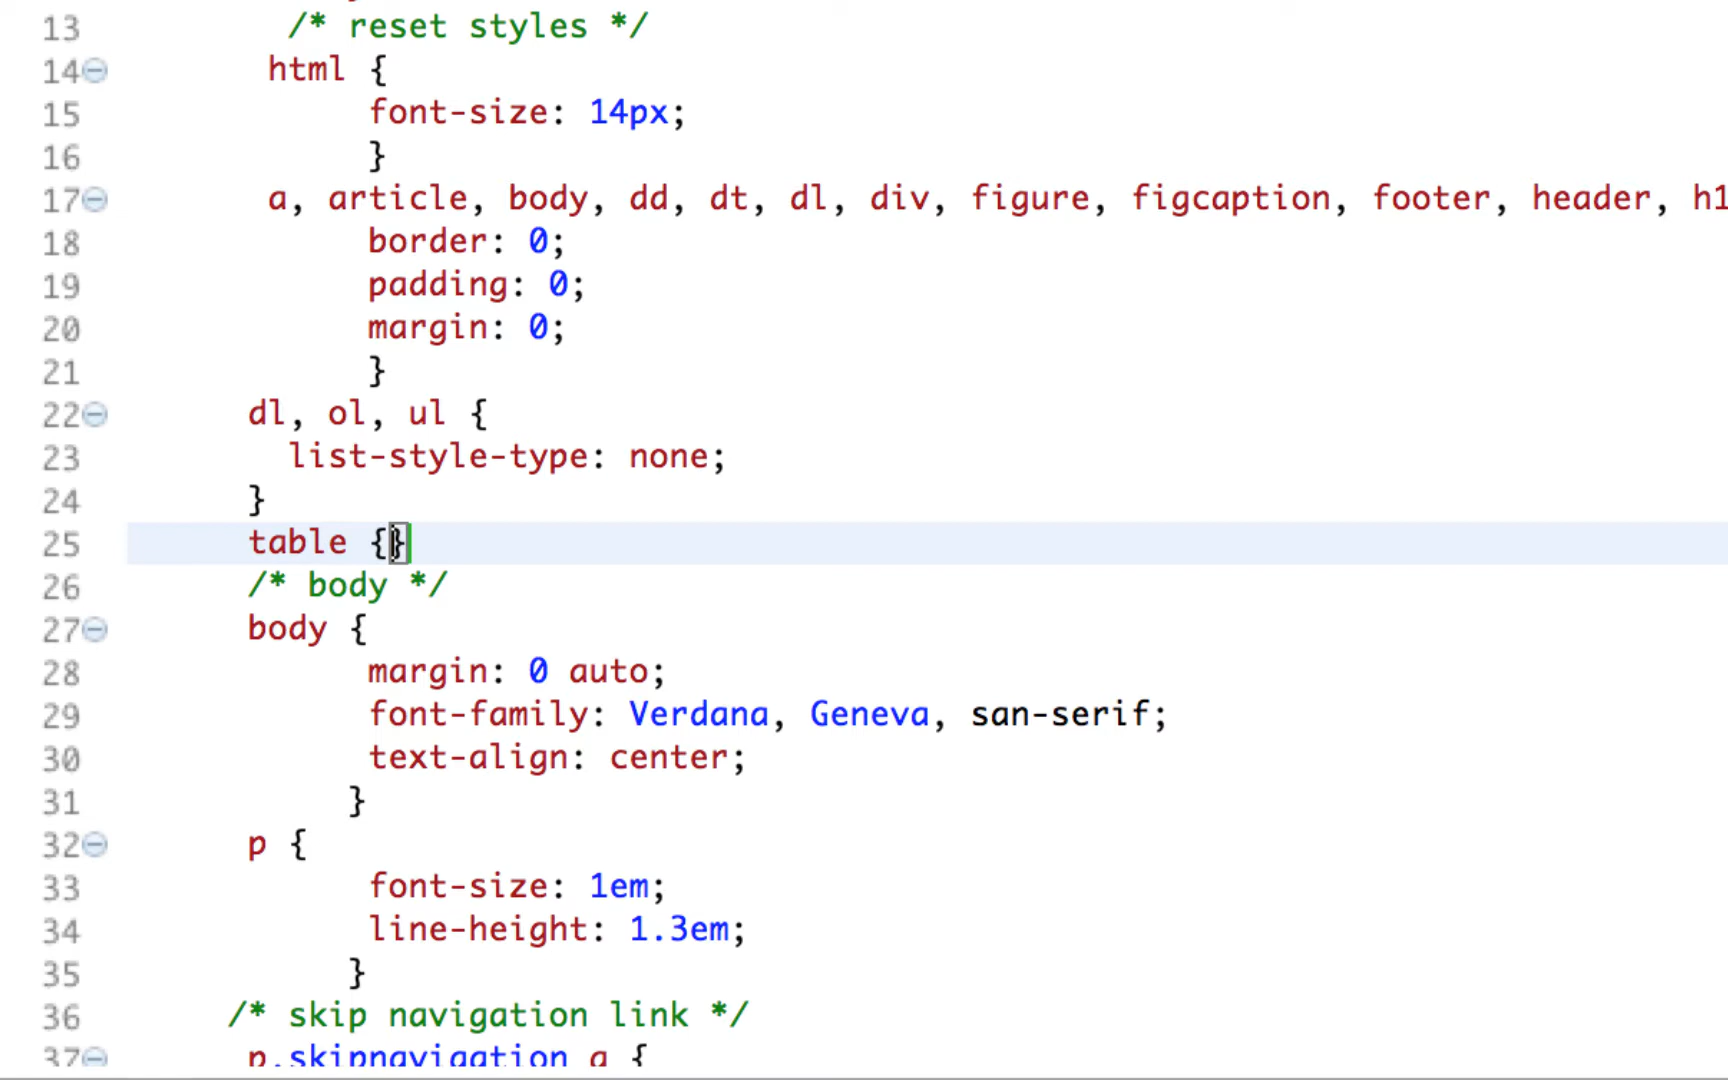 13 /* reset styles */
14 html {
15 font-size: 14px;
16 }
17 a, article, body, dd, dt, dl, div, figure, figcaption, footer, header, h1
18 border: 0;
19 padding: 0;
20 margin: 0;
21 }
22 dl, ol, ul {
23 list-style-type: none;
24 }
25 table {}
26 /* body */
27 body {
28 margin: 0 auto;
29 font-family: Verdana, Geneva, san-serif;
30 text-align: center;
31 }
32 p {
33 font-size: 1em;
34 line-height: 1.3em;
35 }
36 /* skip navigation link */
37 p.skipnavigation a {